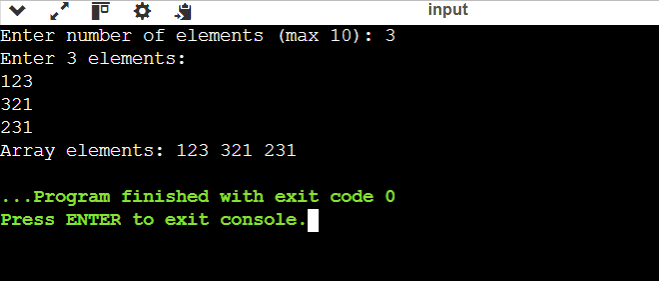 input
Enter number of elements (max 10): 3
Enter 3 elements:
123
321
231
Array elements: 123 321 231
...Program finished with exit code 0
Press ENTER to exit console.